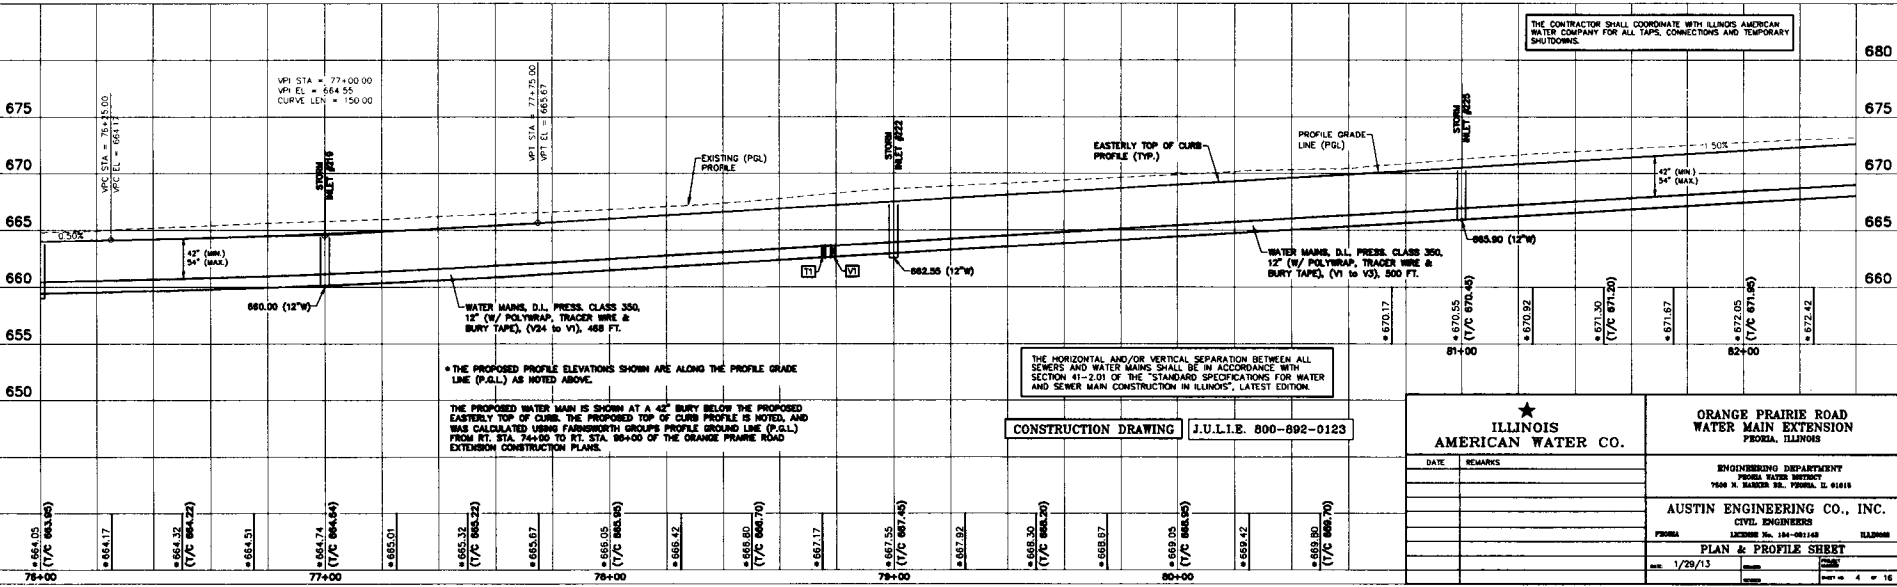 THE CONTRACTOR SHALL COORDINATE WITH ILLINOIS AMERICAN
WATER COMPANY FOR ALL TAPS, CONNECTIONS AND TEMPORARY
SHUTDOWNS.
680
675
670
665
660
655
650
680
675
670
665
660
VPC STA = 76+25.00
VPC EL = 664.17
VPI STA = 77+00.00
VPI EL = 664.55
CURVE LEN = 150.00
VPT STA = 77+75.00
VPT EL = 665.67
STORM
INLET #219
STORM
INLET #222
STORM
INLET #225
0.50%
42" (MIN.)
54" (MAX.)
EXISTING (PGL)
PROFILE
EASTERLY TOP OF CURB
PROFILE (TYP.)
PROFILE GRADE
LINE (PGL)
1.50%
42" (MIN.)
54" (MAX.)
660.00 (12"W)
T1
V1
662.55 (12"W)
665.90 (12"W)
WATER MAINS, D.I., PRESS. CLASS 350,
12" (W/ POLYWRAP, TRACER WIRE &
BURY TAPE), (V24 to V1), 468 FT.
WATER MAINS, D.I., PRESS. CLASS 350,
12" (W/ POLYWRAP, TRACER WIRE &
BURY TAPE), (V1 to V3), 500 FT.
* 670.17
* 670.55
(T/C 670.45)
* 670.92
* 671.30
(T/C 671.20)
* 671.67
* 672.05
(T/C 671.95)
* 672.42
81+00
82+00
* THE PROPOSED PROFILE ELEVATIONS SHOWN ARE ALONG THE PROFILE GRADE
LINE (P.G.L.) AS NOTED ABOVE.
THE PROPOSED WATER MAIN IS SHOWN AT A 42" BURY BELOW THE PROPOSED
EASTERLY TOP OF CURB. THE PROPOSED TOP OF CURB PROFILE IS NOTED, AND
WAS CALCULATED USING FARNSWORTH GROUPS PROFILE GROUND LINE (P.G.L.)
FROM RT. STA. 74+00 TO RT. STA. 98+00 OF THE ORANGE PRAIRIE ROAD
EXTENSION CONSTRUCTION PLANS.
THE HORIZONTAL AND/OR VERTICAL SEPARATION BETWEEN ALL
SEWERS AND WATER MAINS SHALL BE IN ACCORDANCE WITH
SECTION 41-2.01 OF THE "STANDARD SPECIFICATIONS FOR WATER
AND SEWER MAIN CONSTRUCTION IN ILLINOIS", LATEST EDITION.
CONSTRUCTION DRAWING
J.U.L.I.E. 800-892-0123
* 664.05
(T/C 663.95)
* 664.17
* 664.32
(T/C 664.22)
* 664.51
* 664.74
(T/C 664.64)
* 665.01
* 665.32
(T/C 665.22)
* 665.67
* 666.05
(T/C 665.95)
* 666.42
* 666.80
(T/C 666.70)
* 667.17
* 667.55
(T/C 667.45)
* 667.92
* 668.30
(T/C 668.20)
* 668.67
* 669.05
(T/C 668.95)
* 669.42
* 669.80
(T/C 669.70)
76+00
77+00
78+00
79+00
80+00
ILLINOIS
AMERICAN WATER CO.
DATE REMARKS
ORANGE PRAIRIE ROAD
WATER MAIN EXTENSION
PEORIA, ILLINOIS
ENGINEERING DEPARTMENT
PEORIA WATER DISTRICT
AUSTIN ENGINEERING CO., INC.
CIVIL ENGINEERS
PEORIA ILLINOIS
LICENSE No.
PLAN & PROFILE SHEET
1/29/13
4 OF